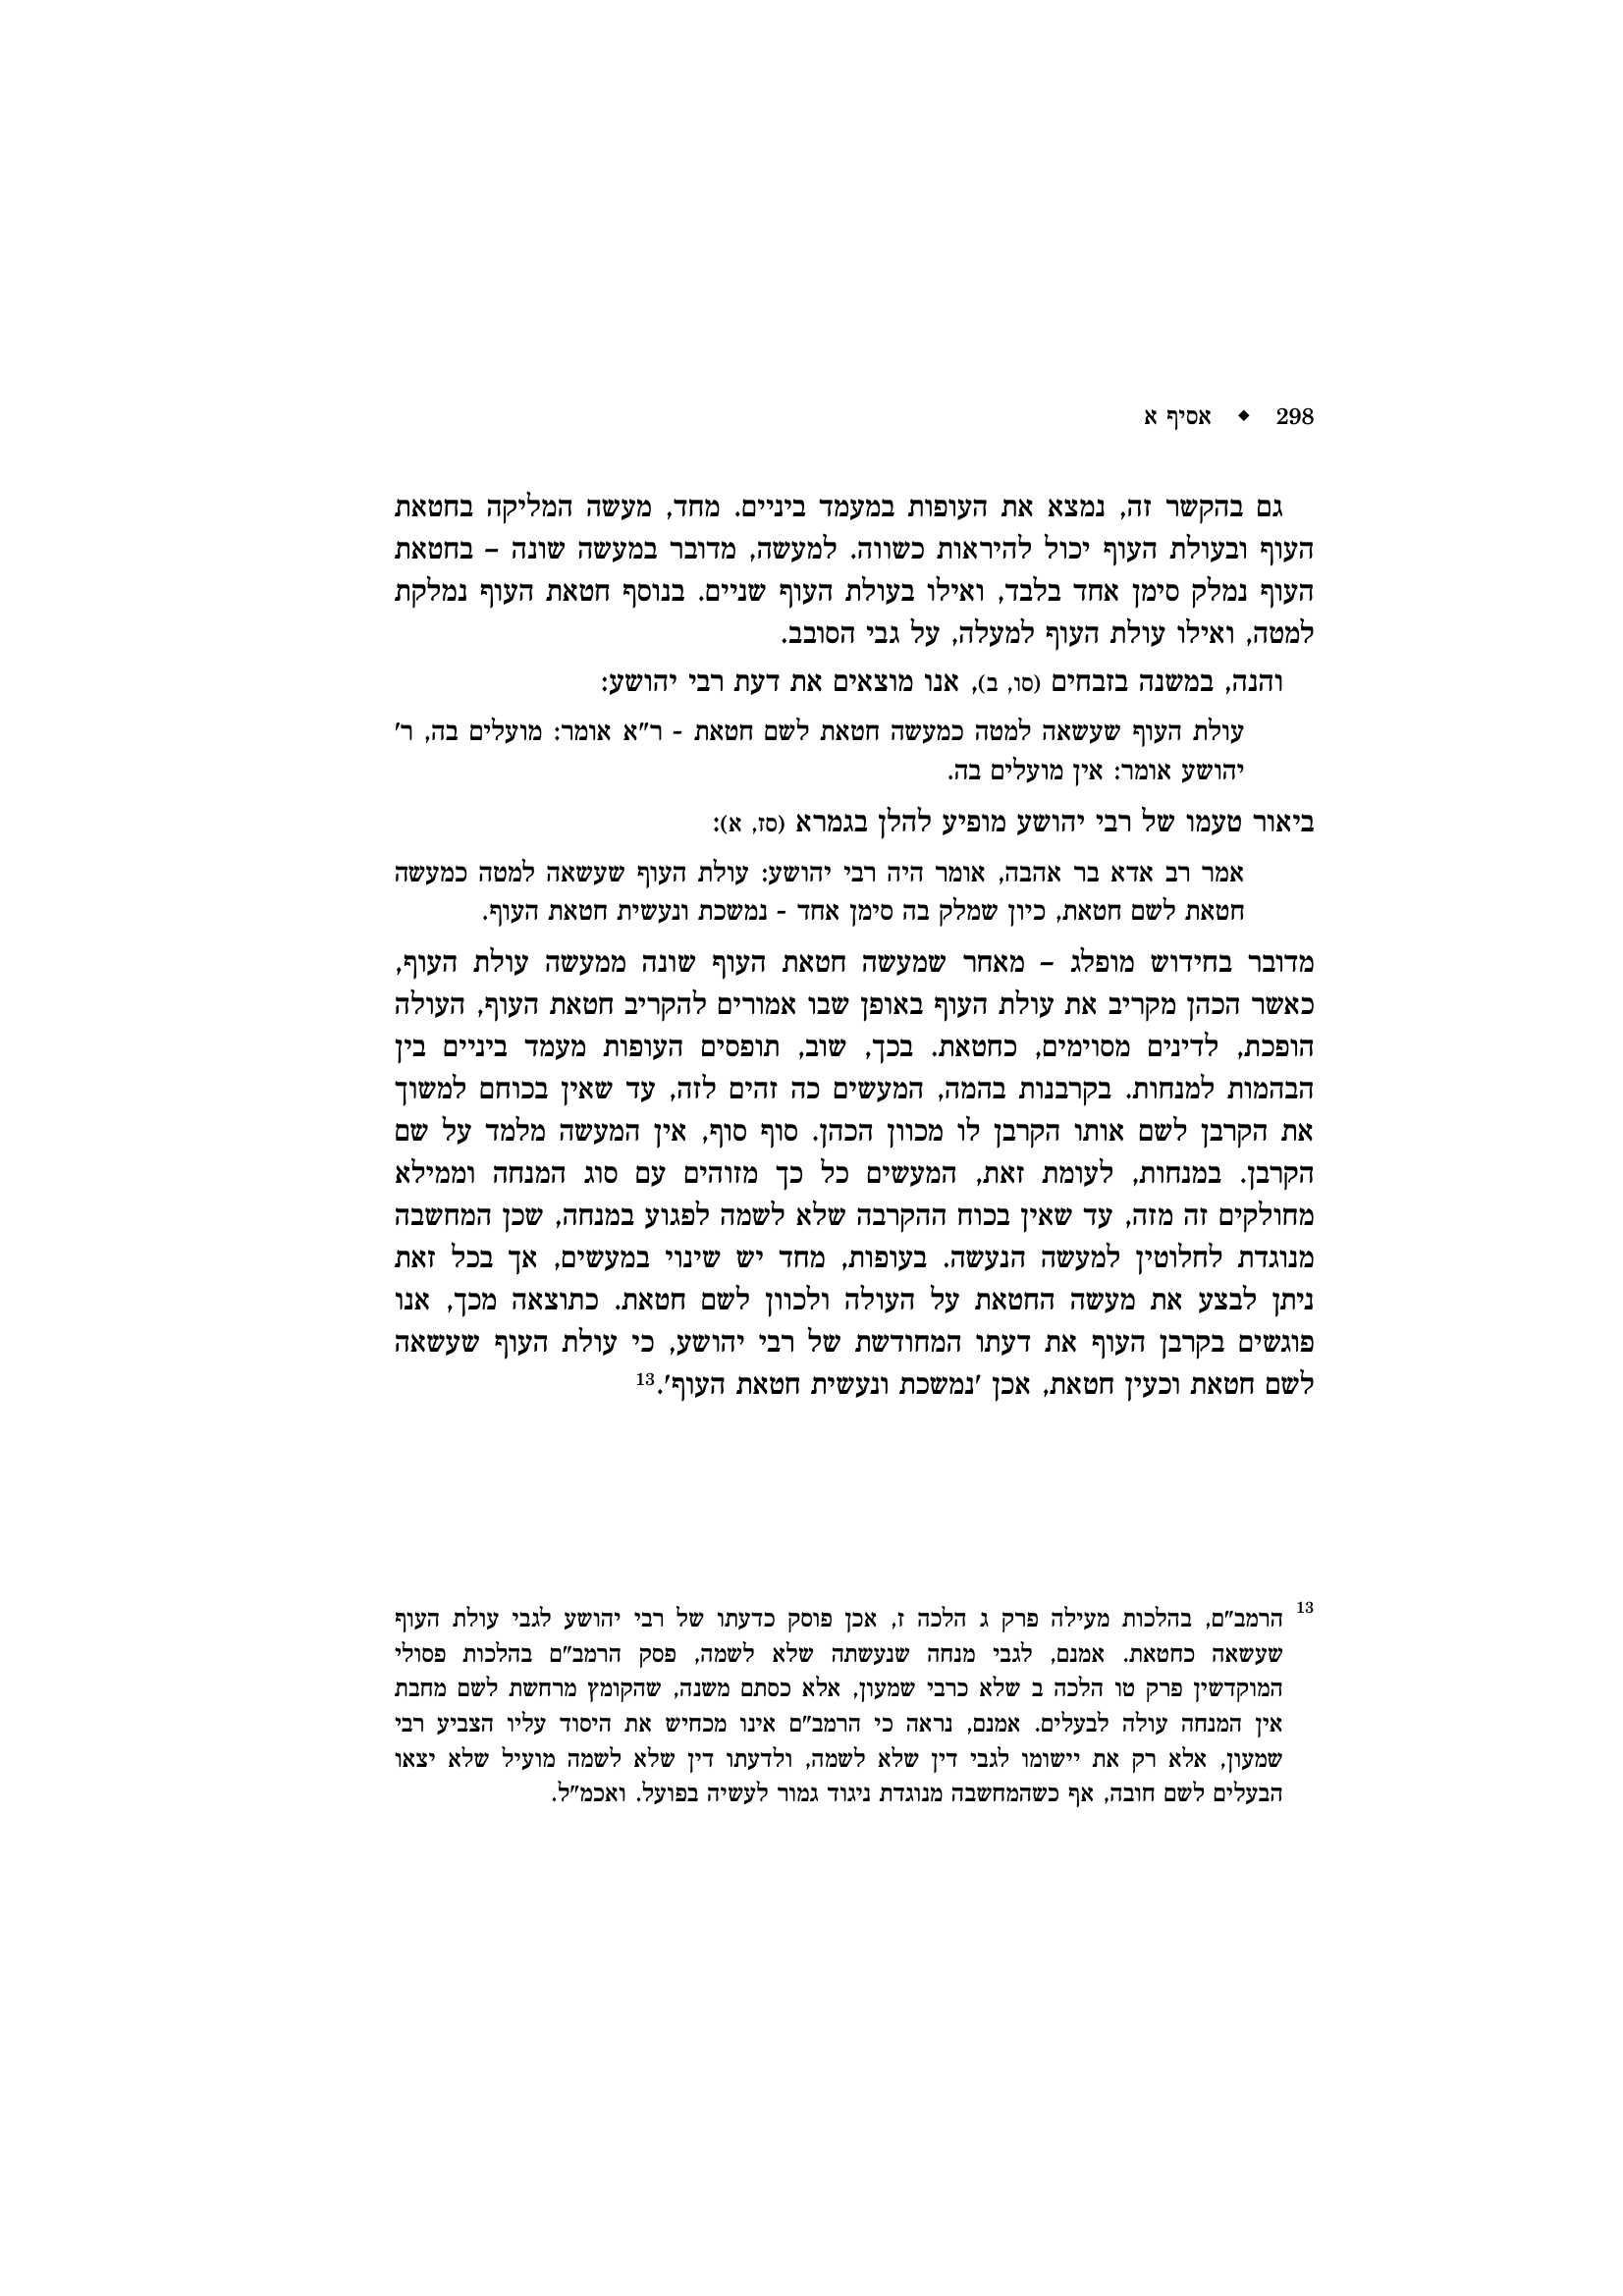 298 ◆ אסיף א
גם בהקשר זה, נמצא את העופות במעמד ביניים. מחד, מעשה המליקה בחטאת
העוף ובעולת העוף יכול להיראות כשווה. למעשה, מדובר במעשה שונה – בחטאת
העוף נמלק סימן אחד בלבד, ואילו בעולת העוף שניים. בנוסף חטאת העוף נמלקת
למטה, ואילו עולת העוף למעלה, על גבי הסובב.
והנה, במשנה בזבחים (סו, ב), אנו מוצאים את דעת רבי יהושע:
עולת העוף שעשאה למטה כמעשה חטאת לשם חטאת - ר"א אומר: מועלים בה, ר'
יהושע אומר: אין מועלים בה.
ביאור טעמו של רבי יהושע מופיע להלן בגמרא (סז, א):
אמר רב אדא בר אהבה, אומר היה רבי יהושע: עולת העוף שעשאה למטה כמעשה
חטאת לשם חטאת, כיון שמלק בה סימן אחד - נמשכת ונעשית חטאת העוף.
מדובר בחידוש מופלג – מאחר שמעשה חטאת העוף שונה ממעשה עולת העוף,
כאשר הכהן מקריב את עולת העוף באופן שבו אמורים להקריב חטאת העוף, העולה
הופכת, לדינים מסוימים, כחטאת. בכך, שוב, תופסים העופות מעמד ביניים בין
הבהמות למנחות. בקרבנות בהמה, המעשים כה זהים לזה, עד שאין בכוחם למשוך
את הקרבן לשם אותו הקרבן לו מכוון הכהן. סוף סוף, אין המעשה מלמד על שם
הקרבן. במנחות, לעומת זאת, המעשים כל כך מזוהים עם סוג המנחה וממילא
מחולקים זה מזה, עד שאין בכוח ההקרבה שלא לשמה לפגוע במנחה, שכן המחשבה
מנוגדת לחלוטין למעשה הנעשה. בעופות, מחד יש שינוי במעשים, אך בכל זאת
ניתן לבצע את מעשה החטאת על העולה ולכוון לשם חטאת. כתוצאה מכך, אנו
פוגשים בקרבן העוף את דעתו המחודשת של רבי יהושע, כי עולת העוף שעשאה
לשם חטאת וכעין חטאת, אכן 'נמשכת ונעשית חטאת העוף'.13
13 הרמב"ם, בהלכות מעילה פרק ג הלכה ז, אכן פוסק כדעתו של רבי יהושע לגבי עולת העוף
שעשאה כחטאת. אמנם, לגבי מנחה שנעשתה שלא לשמה, פסק הרמב"ם בהלכות פסולי
המוקדשין פרק טו הלכה ב שלא כרבי שמעון, אלא כסתם משנה, שהקומץ מרחשת לשם מחבת
אין המנחה עולה לבעלים. אמנם, נראה כי הרמב"ם אינו מכחיש את היסוד עליו הצביע רבי
שמעון, אלא רק את יישומו לגבי דין שלא לשמה, ולדעתו דין שלא לשמה מועיל שלא יצאו
הבעלים לשם חובה, אף כשהמחשבה מנוגדת ניגוד גמור לעשיה בפועל. ואכמ"ל.